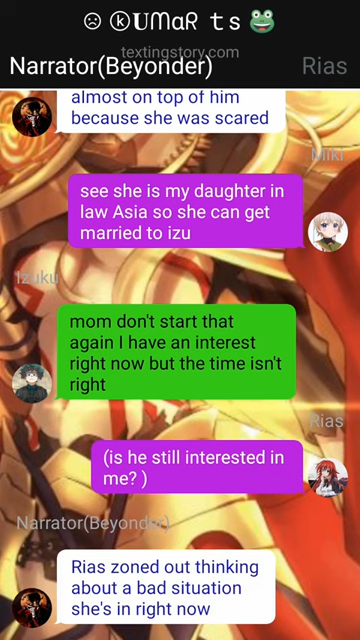 ☹ ⓚUMɑR ts 🐸
textingstory.com
Narrator(Beyonder) Rias
almost on top of him
because she was scared
Miki
see she is my daughter in
law Asia so she can get
married to izu
Izuku
mom don't start that
again I have an interest
right now but the time isn't
right
Rias
(is he still interested in
me? )
Narrator(Beyonder)
Rias zoned out thinking
about a bad situation
she's in right now